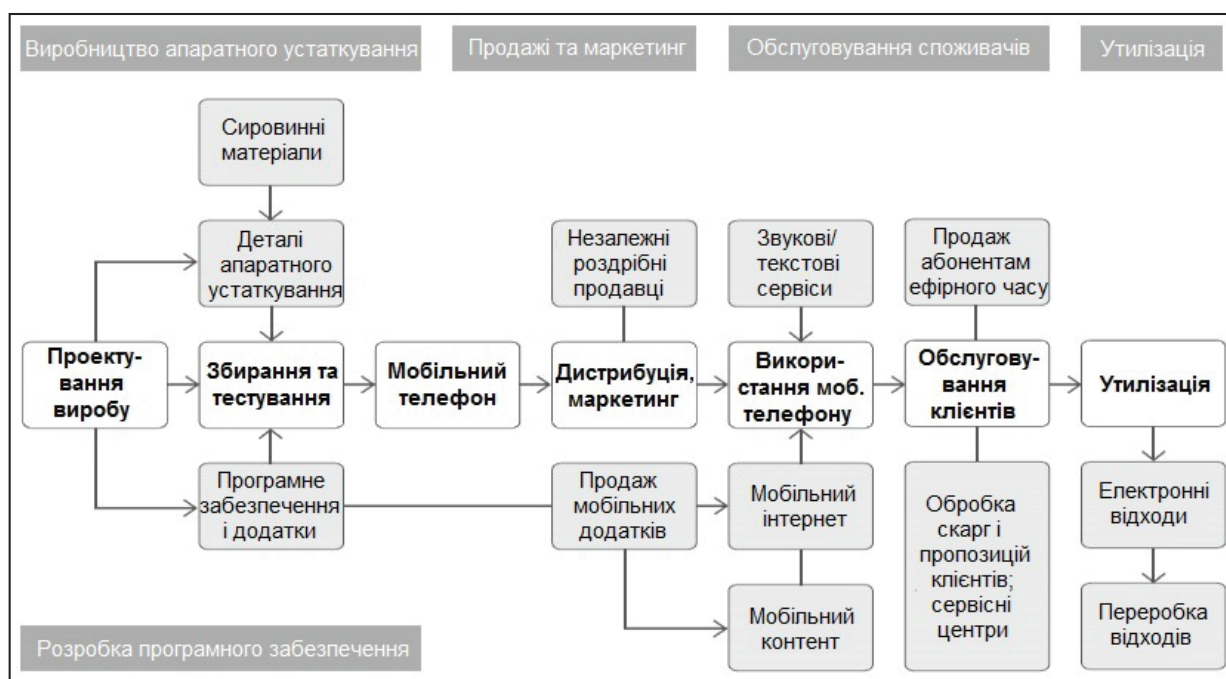 Виробництво апаратного устаткування
Продажі та маркетинг
Обслуговування споживачів
Утилізація
Сировинні
матеріали
Деталі
апаратного
устаткування
Незалежні
роздрібні
продавці
Звукові/
текстові
сервіси
Продаж
абонентам
ефірного часу
Проекту-
вання
виробу
Збирання та
тестування
Мобільний
телефон
Дистрибуція,
маркетинг
Викори-
стання моб.
телефону
Обслугову-
вання
клієнтів
Утилізація
Програмне
забезпечення
і додатки
Продаж
мобільних
додатків
Мобільний
інтернет
Обробка
скарг і
пропозицій
клієнтів;
сервісні
центри
Електронні
відходи
Мобільний
контент
Переробка
відходів
Розробка програмного забезпечення